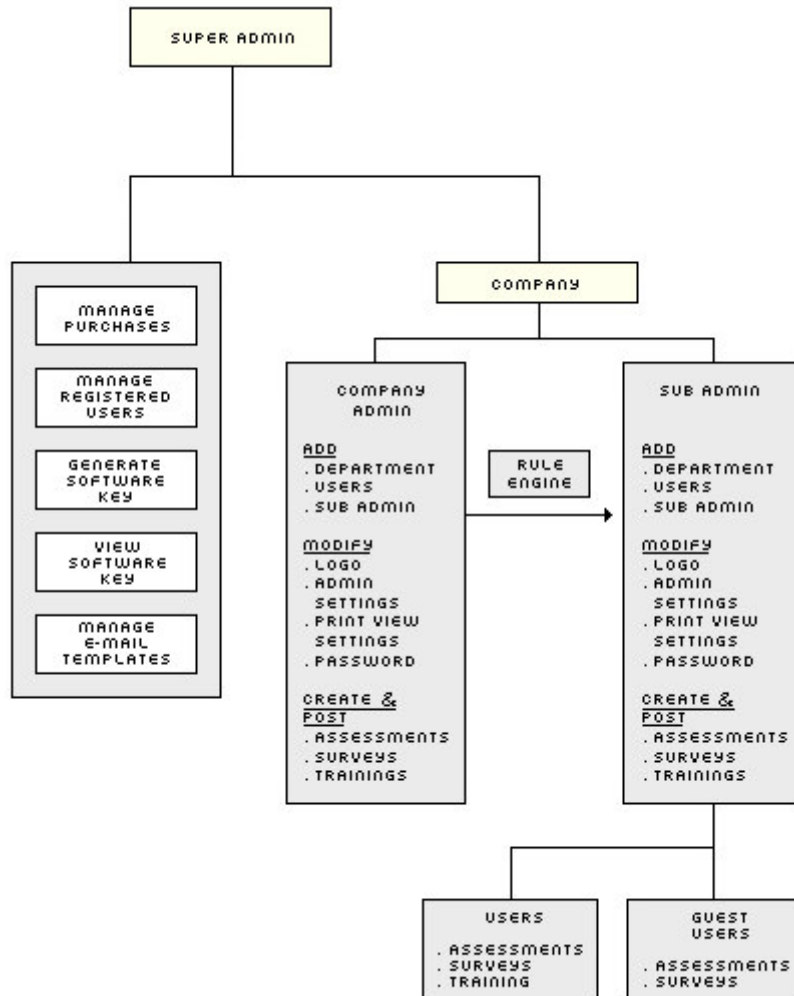 SUPER ADMIN
MANAGE
PURCHASES
MANAGE
REGISTERED
USERS
GENERATE
SOFTWARE
KEY
VIEW
SOFTWARE
KEY
MANAGE
E-MAIL
TEMPLATES
COMPANY
COMPANY
ADMIN
ADD
. DEPARTMENT
. USERS
. SUB ADMIN
MODIFY
. LOGO
. ADMIN
SETTINGS
. PRINT VIEW
SETTINGS
. PASSWORD
CREATE &
POST
. ASSESSMENTS
. SURVEYS
. TRAININGS
RULE
ENGINE
SUB ADMIN
ADD
. DEPARTMENT
. USERS
. SUB ADMIN
MODIFY
. LOGO
. ADMIN
SETTINGS
. PRINT VIEW
SETTINGS
. PASSWORD
CREATE &
POST
. ASSESSMENTS
. SURVEYS
. TRAININGS
USERS
. ASSESSMENTS
. SURVEYS
. TRAINING
GUEST
USERS
. ASSESSMENTS
. SURVEYS